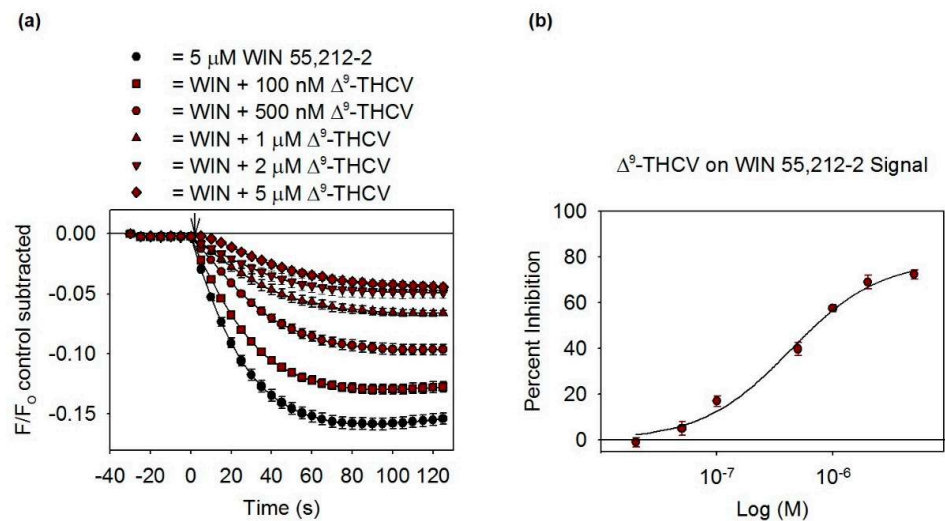 (a)
= 5 μM WIN 55,212-2
= WIN + 100 nM Δ⁹-THCV
= WIN + 500 nM Δ⁹-THCV
= WIN + 1 μM Δ⁹-THCV
= WIN + 2 μM Δ⁹-THCV
= WIN + 5 μM Δ⁹-THCV
F/F₀ control subtracted
0.00
-0.05
-0.10
-0.15
-40 -20 0 20 40 60 80 100 120
Time (s)
(b)
Δ⁹-THCV on WIN 55,212-2 Signal
Percent Inhibition
100
80
60
40
20
0
10⁻⁷ 10⁻⁶
Log (M)